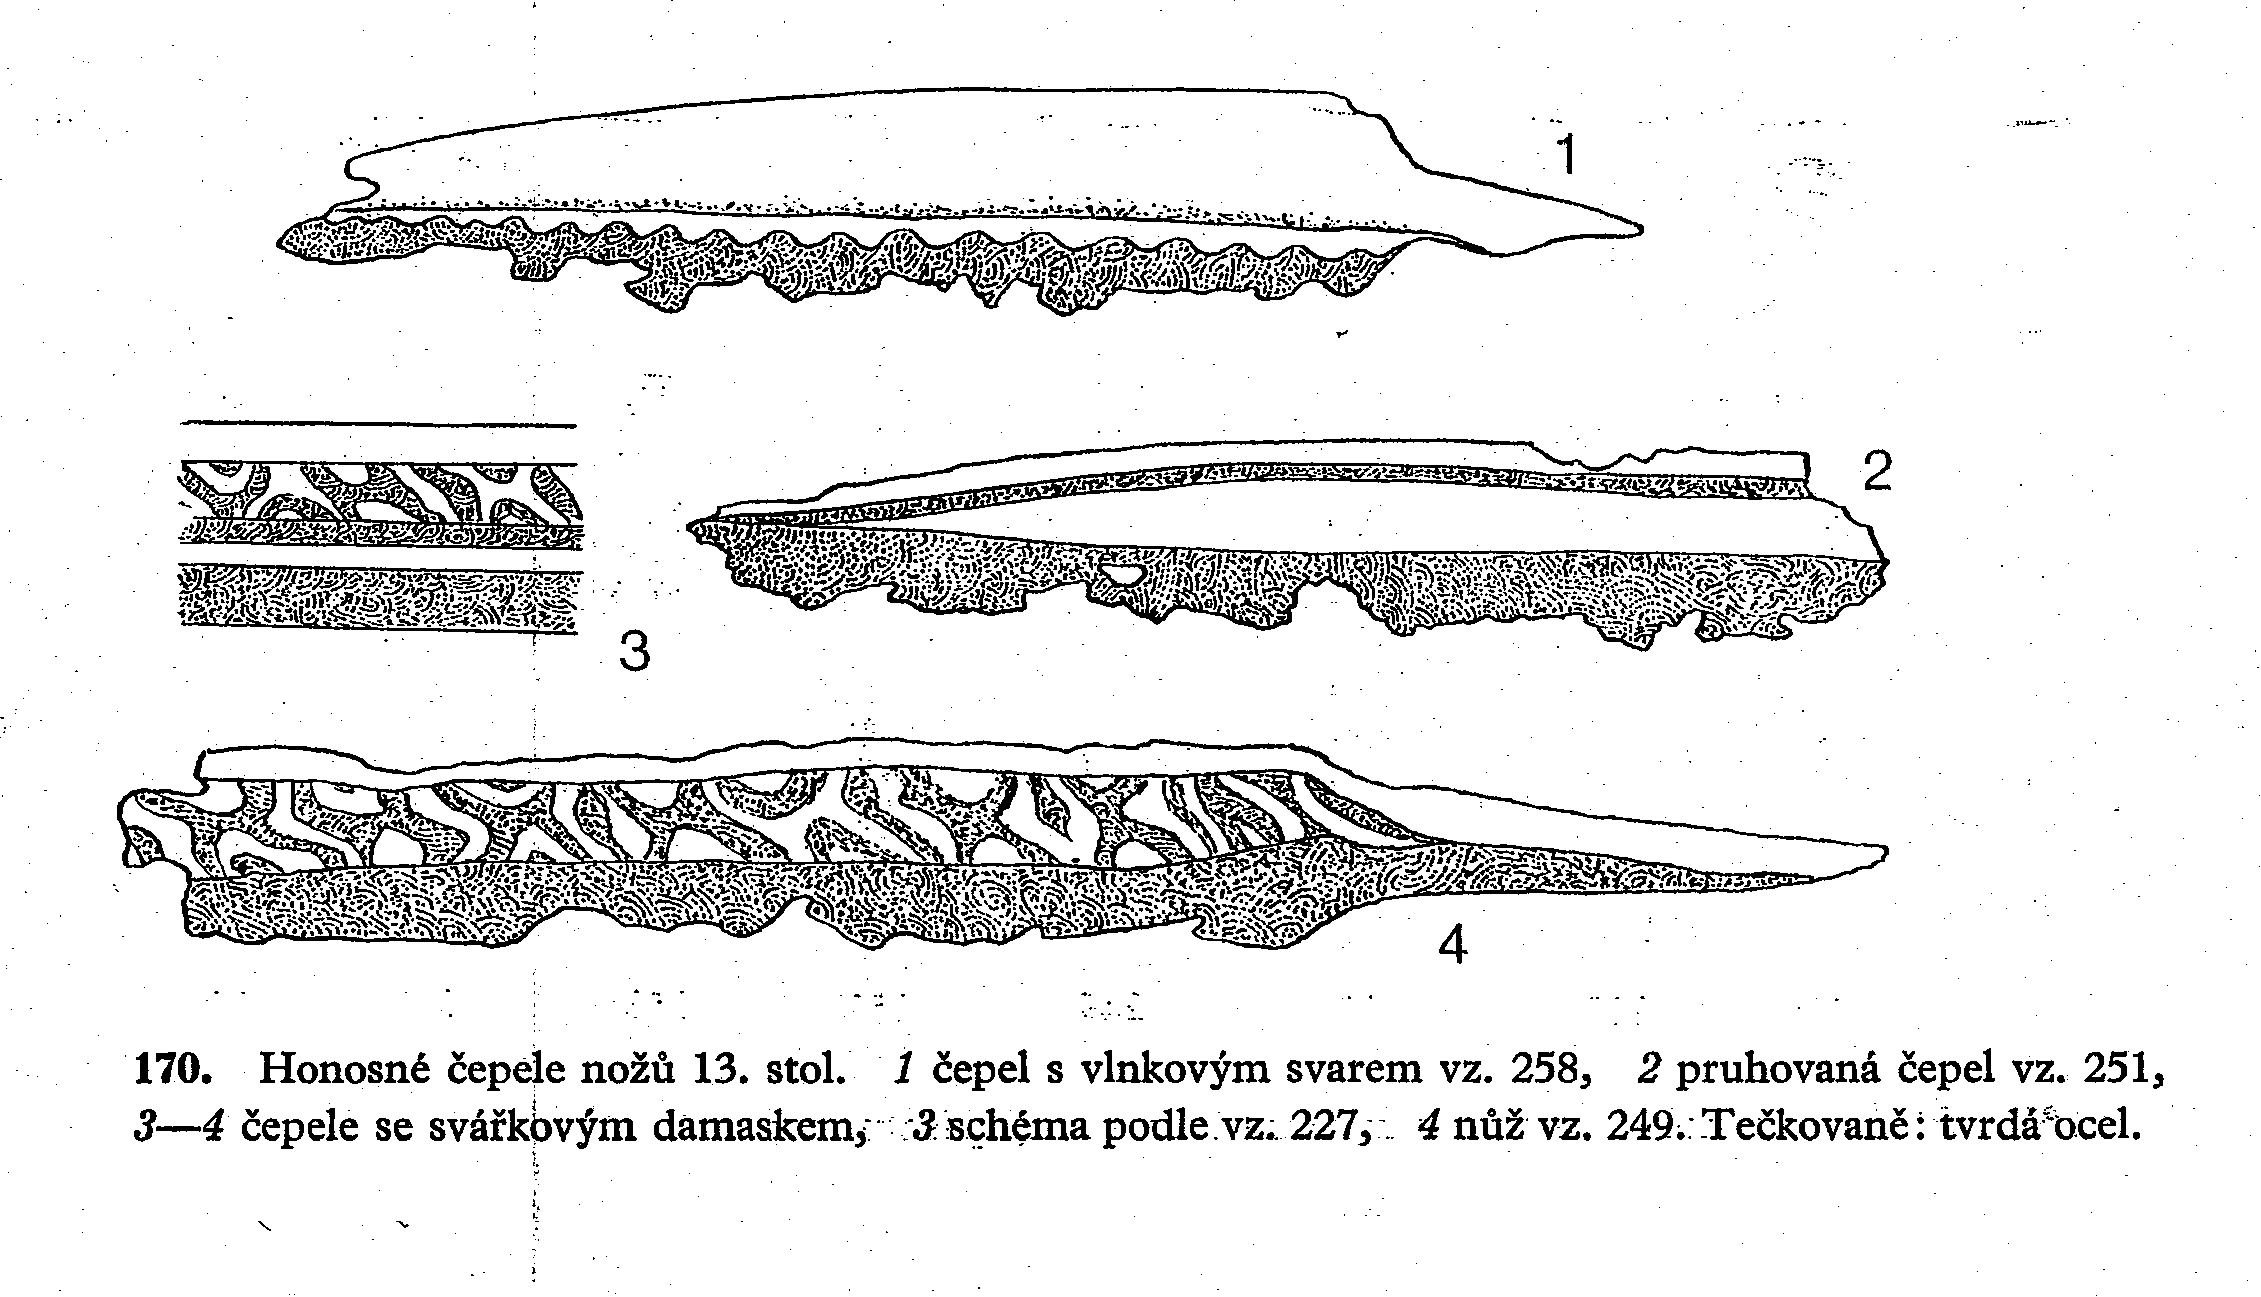 1
2
3
4
170. Honosné čepele nožů 13. stol. 1 čepel s vlnkovým svarem vz. 258, 2 pruhovaná čepel vz. 251,
3—4 čepele se svářkovým damaskem, 3 schéma podle vz. 227, 4 nůž vz. 249. Tečkovaně: tvrdá ocel.